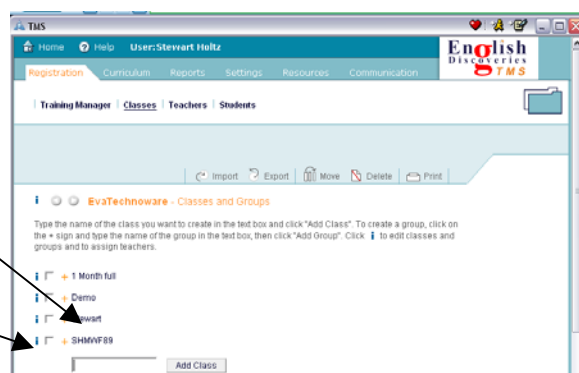 TMS
Home Help User:Stewart Holtz
English
Discoveries
TMS
Registration Curriculum Reports Settings Resources Communication
Training Manager Classes Teachers Students
Import Export Move Delete Print
i EvaTechnoware - Classes and Groups
Type the name of the class you want to create in the text box and click "Add Class". To create a group, click on
the + sign and type the name of the group in the text box, then click "Add Group". Click i to edit classes and
groups and to assign teachers.
i + 1 Month full
i + Demo
i + Stewart
i + SHMWF89
Add Class